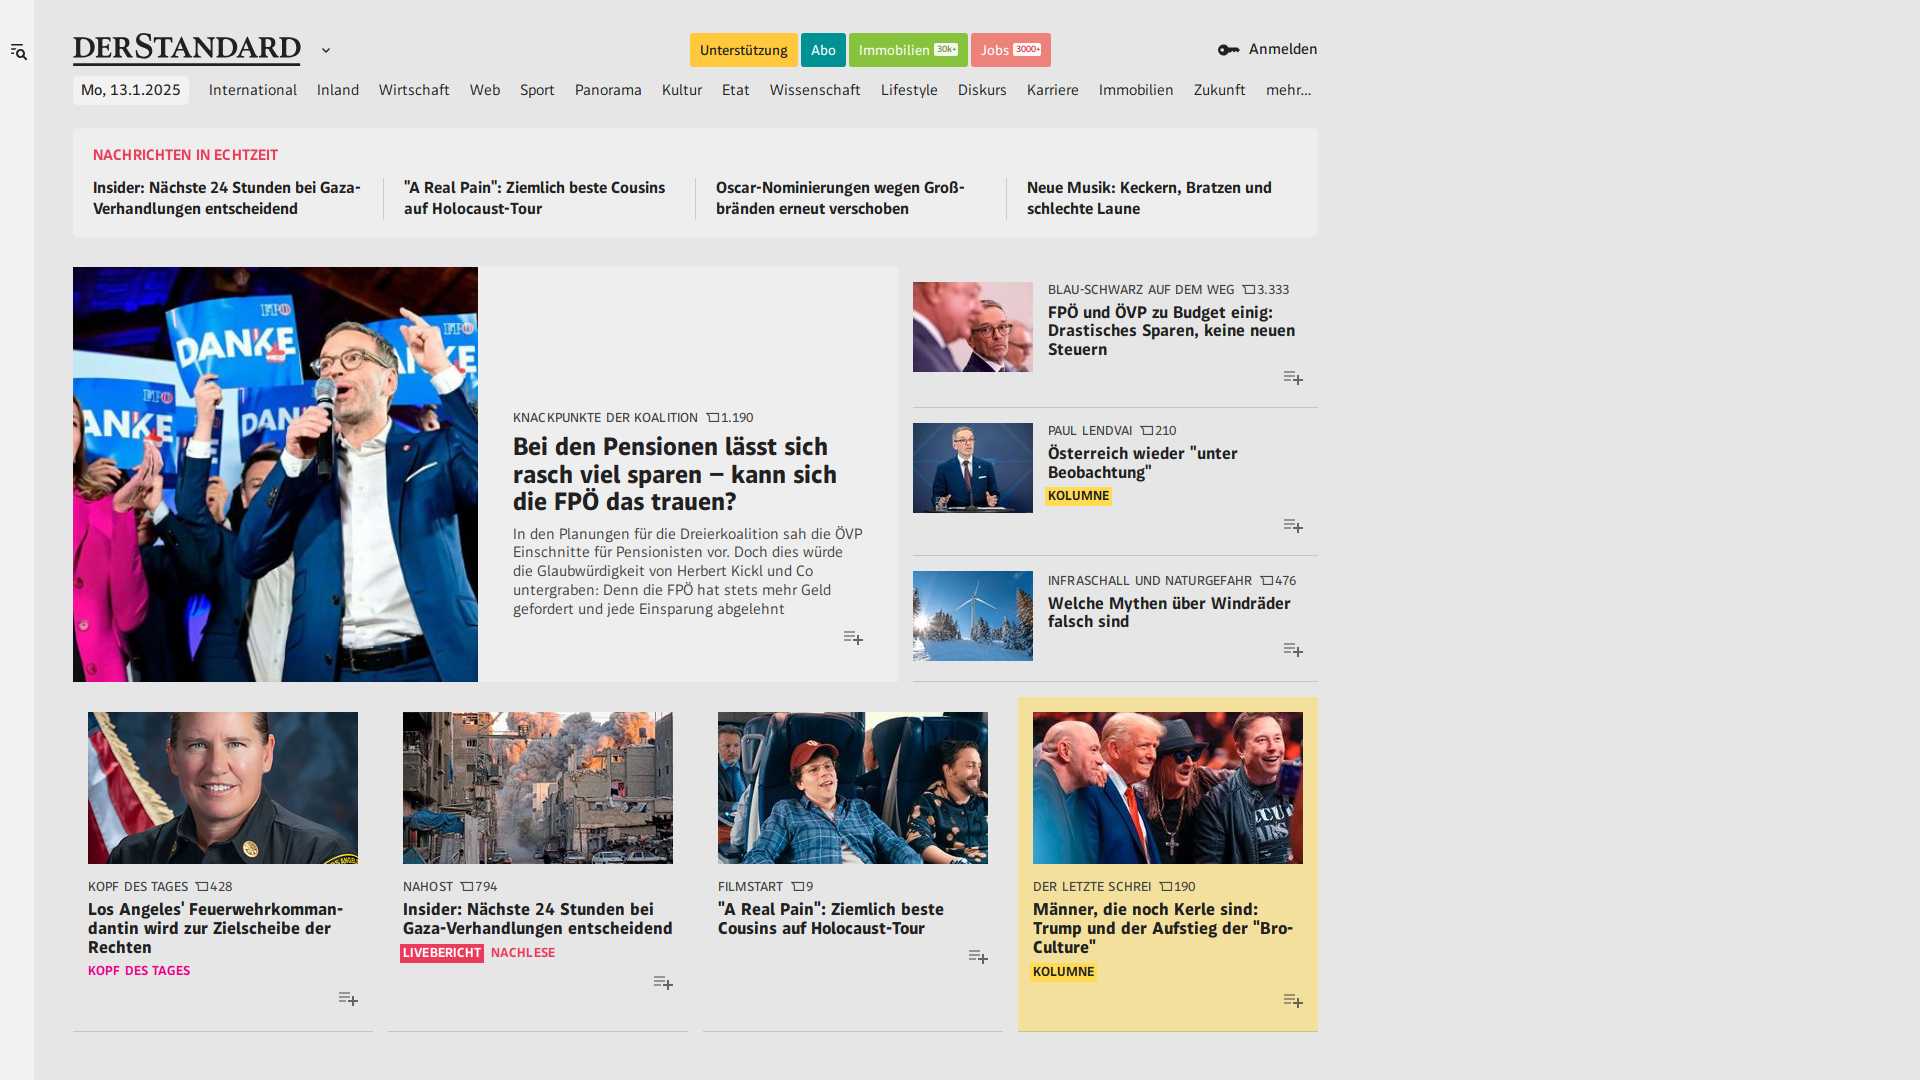 DERSTANDARD
Unterstützung
Abo
Immobilien 30k+
Jobs 3000+
Anmelden
Mo, 13.1.2025
International
Inland
Wirtschaft
Web
Sport
Panorama
Kultur
Etat
Wissenschaft
Lifestyle
Diskurs
Karriere
Immobilien
Zukunft
mehr...
NACHRICHTEN IN ECHTZEIT
Insider: Nächste 24 Stunden bei Gaza-
Verhandlungen entscheidend
"A Real Pain": Ziemlich beste Cousins
auf Holocaust-Tour
Oscar-Nominierungen wegen Groß-
bränden erneut verschoben
Neue Musik: Keckern, Bratzen und
schlechte Laune
FPÖ
DANKE
FPÖ
FPÖ
ANKE
DAN
KNACKPUNKTE DER KOALITION 1.190
Bei den Pensionen lässt sich
rasch viel sparen – kann sich
die FPÖ das trauen?
In den Planungen für die Dreierkoalition sah die ÖVP
Einschnitte für Pensionisten vor. Doch dies würde
die Glaubwürdigkeit von Herbert Kickl und Co
untergraben: Denn die FPÖ hat stets mehr Geld
gefordert und jede Einsparung abgelehnt
BLAU-SCHWARZ AUF DEM WEG 3.333
FPÖ und ÖVP zu Budget einig:
Drastisches Sparen, keine neuen
Steuern
PAUL LENDVAI 210
Österreich wieder "unter
Beobachtung"
KOLUMNE
INFRASCHALL UND NATURGEFAHR 476
Welche Mythen über Windräder
falsch sind
KOPF DES TAGES 428
Los Angeles' Feuerwehrkomman-
dantin wird zur Zielscheibe der
Rechten
KOPF DES TAGES
NAHOST 794
Insider: Nächste 24 Stunden bei
Gaza-Verhandlungen entscheidend
LIVEBERICHT NACHLESE
FILMSTART 9
"A Real Pain": Ziemlich beste
Cousins auf Holocaust-Tour
DER LETZTE SCHREI 190
Männer, die noch Kerle sind:
Trump und der Aufstieg der "Bro-
Culture"
KOLUMNE